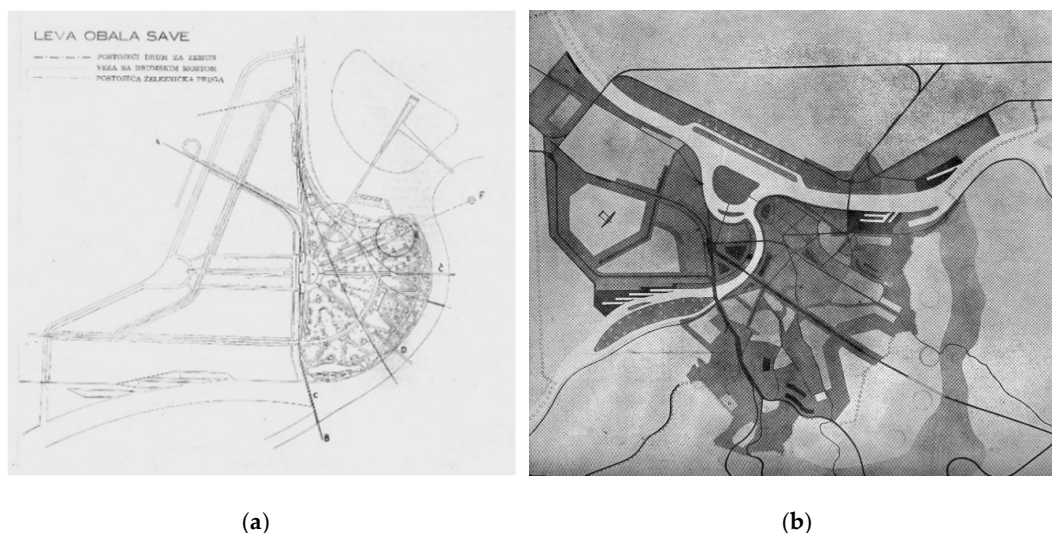 LEVA OBALA SAVE
POSTOJEĆI DRUM ZA ZEMUN
VEZA SA DRUMSKIM MOSTOM
POSTOJEĆA ŽELEZNIČKA PRUGA
A
F
Č
D
C
B
(a)
(b)